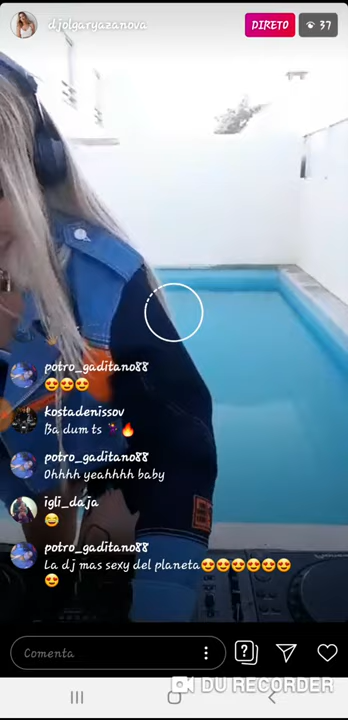 djolgaryazanova
DIRETO
37
potro_gaditano88
😍😍😍
kostadenissov
Ba dum ts 💃🔥
potro_gaditano88
Ohhhh yeahhhh baby
igli_daja
😅
potro_gaditano88
La dj mas sexy del planeta😍😍😍😍😍😍
😍
Comenta
DU RECORDER